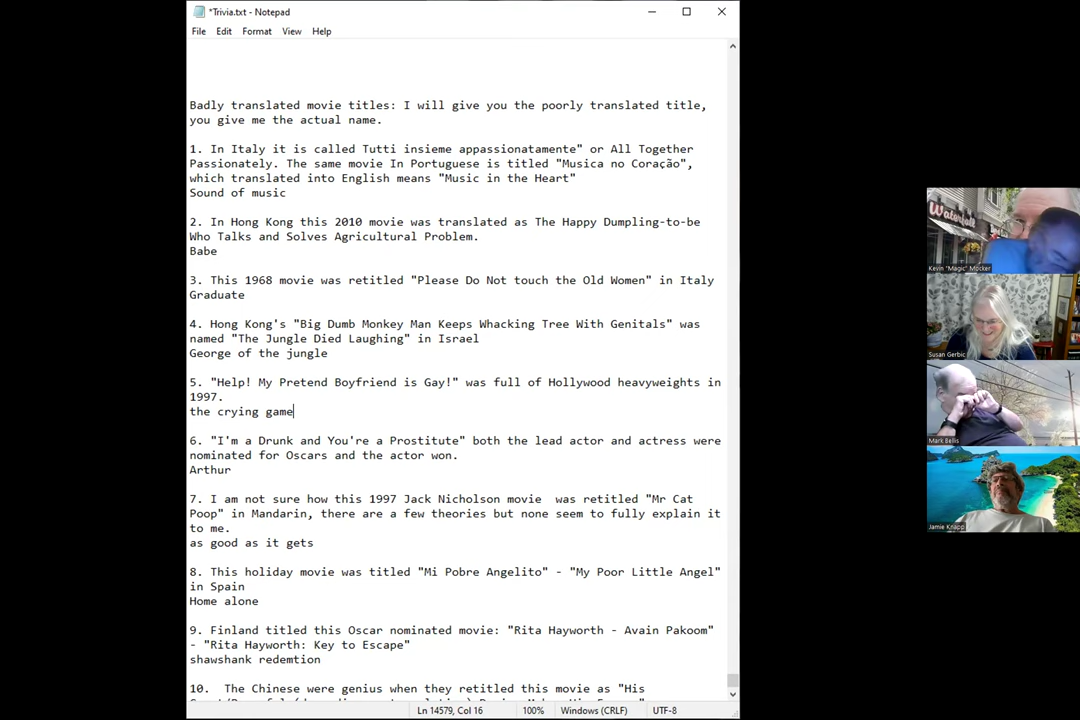 *Trivia.txt - Notepad
File Edit Format View Help
Badly translated movie titles: I will give you the poorly translated title,
you give me the actual name.
1. In Italy it is called Tutti insieme appassionatamente" or All Together
Passionately. The same movie In Portuguese is titled "Musica no Coração",
which translated into English means "Music in the Heart"
Sound of music
2. In Hong Kong this 2010 movie was translated as The Happy Dumpling-to-be
Who Talks and Solves Agricultural Problem.
Babe
3. This 1968 movie was retitled "Please Do Not touch the Old Women" in Italy
Graduate
4. Hong Kong's "Big Dumb Monkey Man Keeps Whacking Tree With Genitals" was
named "The Jungle Died Laughing" in Israel
George of the jungle
5. "Help! My Pretend Boyfriend is Gay!" was full of Hollywood heavyweights in
1997.
the crying game
6. "I'm a Drunk and You're a Prostitute" both the lead actor and actress were
nominated for Oscars and the actor won.
Arthur
7. I am not sure how this 1997 Jack Nicholson movie  was retitled "Mr Cat
Poop" in Mandarin, there are a few theories but none seem to fully explain it
to me.
as good as it gets
8. This holiday movie was titled "Mi Pobre Angelito" - "My Poor Little Angel"
in Spain
Home alone
9. Finland titled this Oscar nominated movie: "Rita Hayworth - Avain Pakoom"
- "Rita Hayworth: Key to Escape"
shawshank redemtion
10.  The Chinese were genius when they retitled this movie as "His
Ln 14579, Col 16 100% Windows (CRLF) UTF-8
Waterfall
Kevin "Magic" Mocker
Susan Gerbic
Mark Bellis
Jamie Knapp